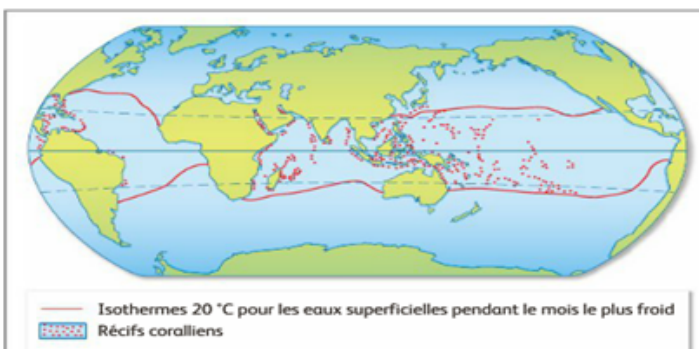 Isothermes 20 °C pour les eaux superficielles pendant le mois le plus froid
Récifs coralliens